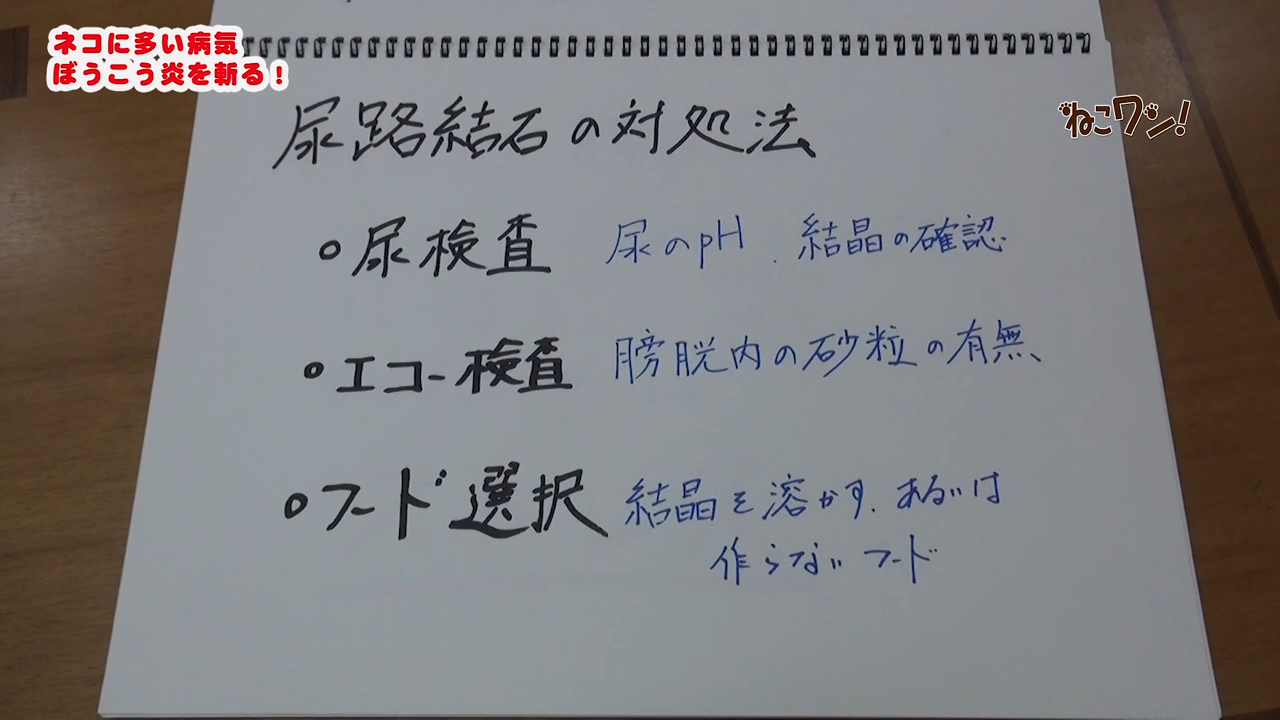 ネコに多い病気
ぼうこう炎を斬る！
ねこワン！
尿路結石の対処法
○尿検査 尿のpH．結晶の確認
○エコー検査 膀胱内の砂粒の有無、
○フード選択 結晶を溶かす．あるいは
作らないフード